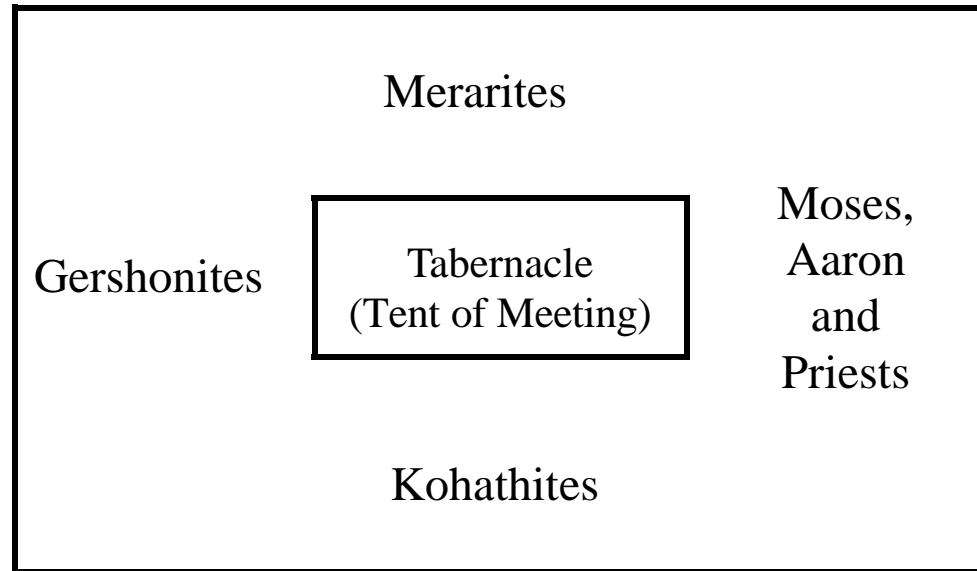 Merarites
Gershonites
Tabernacle
(Tent of Meeting)
Moses,
Aaron
and
Priests
Kohathites